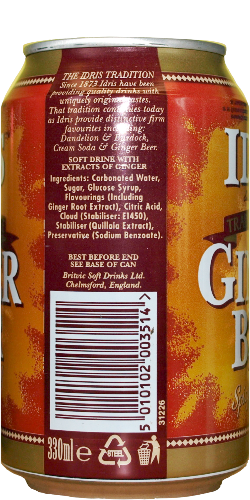 THE IDRIS TRADITION
Since 1873 Idris have been
providing quality drinks with
uniquely original tastes.
That tradition continues today
as Idris provide distinctive firm
favourites including:
Dandelion & Burdock,
Cream Soda & Ginger Beer.
SOFT DRINK WITH
EXTRACTS OF GINGER
Ingredients: Carbonated Water,
Sugar, Glucose Syrup,
Flavourings (Including
Ginger Root Extract), Citric Acid,
Cloud (Stabiliser: E1450),
Stabiliser (Quillaia Extract),
Preservative (Sodium Benzoate).
BEST BEFORE END
SEE BASE OF CAN
Britvic Soft Drinks Ltd.
Chelmsford, England.
5 010102 003514
31226
330ml e
STEEL